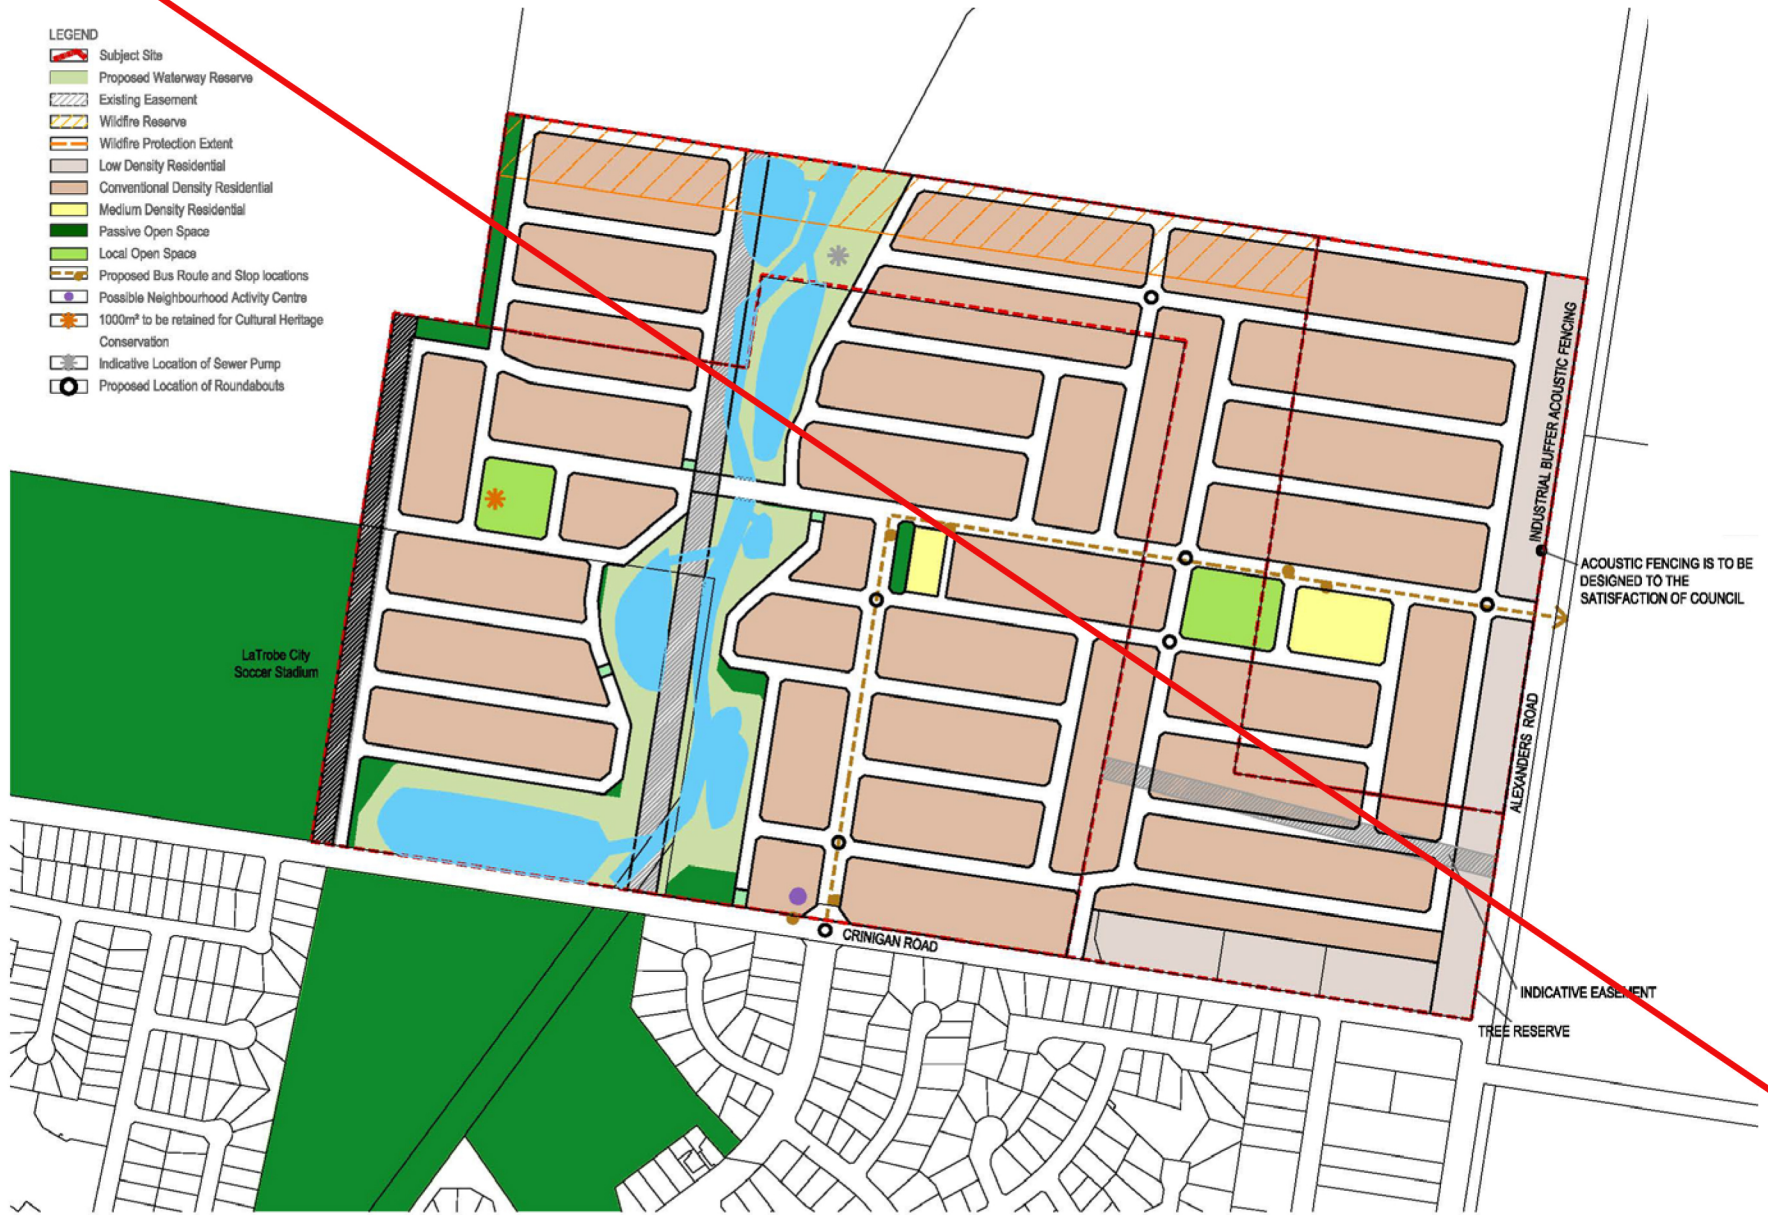 LEGEND
Subject Site
Proposed Waterway Reserve
Existing Easement
Wildfire Reserve
Wildfire Protection Extent
Low Density Residential
Conventional Density Residential
Medium Density Residential
Passive Open Space
Local Open Space
Proposed Bus Route and Stop locations
Possible Neighbourhood Activity Centre
1000m² to be retained for Cultural Heritage
Conservation
Indicative Location of Sewer Pump
Proposed Location of Roundabouts
INDUSTRIAL BUFFER ACOUSTIC FENCING
ACOUSTIC FENCING IS TO BE
DESIGNED TO THE
SATISFACTION OF COUNCIL
LaTrobe City
Soccer Stadium
ALEXANDERS ROAD
CRINIGAN ROAD
INDICATIVE EASEMENT
TREE RESERVE